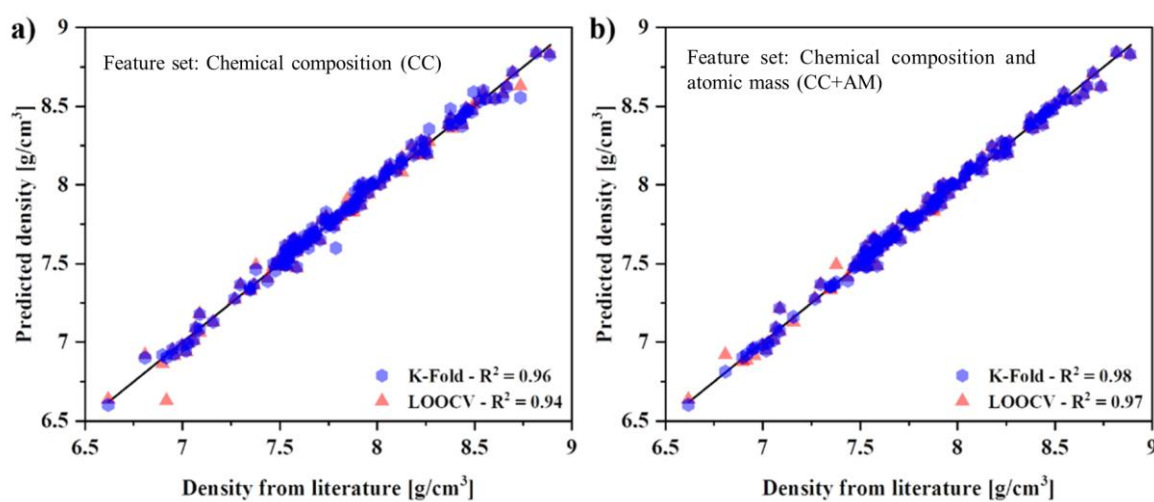 a)
Feature set: Chemical composition (CC)
Predicted density [g/cm³]
9
8.5
8
7.5
7
6.5
K-Fold - R² = 0.96
LOOCV - R² = 0.94
6.5 7 7.5 8 8.5 9
Density from literature [g/cm³]
b)
Feature set: Chemical composition and
atomic mass (CC+AM)
Predicted density [g/cm³]
9
8.5
8
7.5
7
6.5
K-Fold - R² = 0.98
LOOCV - R² = 0.97
6.5 7 7.5 8 8.5 9
Density from literature [g/cm³]